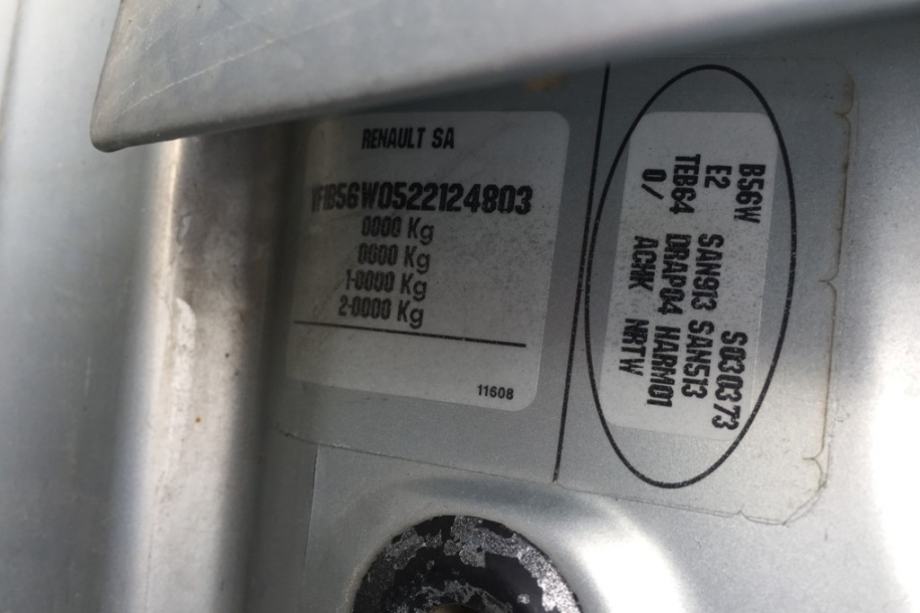 RENAULT SA
VF1B56W0522124803
0000 Kg
0000 Kg
1-0000 Kg
2-0000 Kg
11608
B56W S030373
E2 SAN913 SAN513
TEB64 DRAP04 HARM01
0/ ACHK NRTW